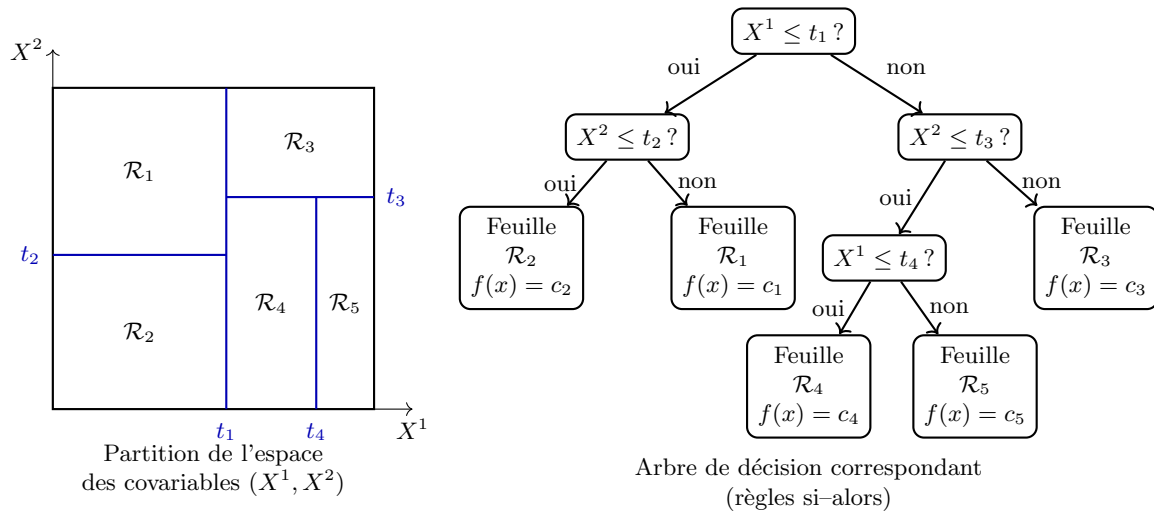 X² 
R₁
R₃
t₃
t₂
R₂
R₄
R₅
t₁
t₄
X¹
Partition de l'espace
des covariables (X¹, X²)
X¹ ≤ t₁ ?
oui
non
X² ≤ t₂ ?
X² ≤ t₃ ?
oui
non
oui
non
Feuille
R₂
f(x) = c₂
Feuille
R₁
f(x) = c₁
X¹ ≤ t₄ ?
Feuille
R₃
f(x) = c₃
oui
non
Feuille
R₄
f(x) = c₄
Feuille
R₅
f(x) = c₅
Arbre de décision correspondant
(règles si–alors)